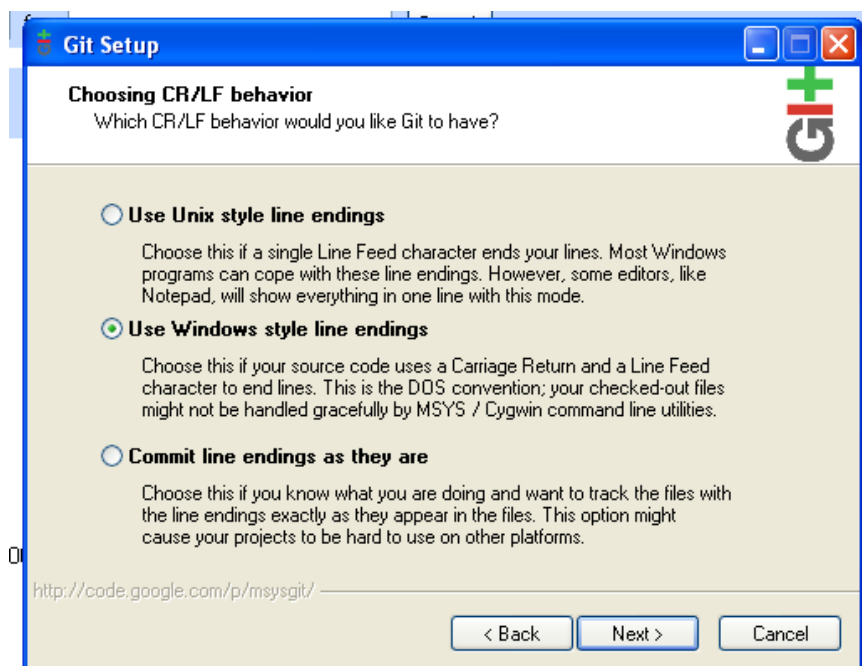 Git Setup
Choosing CR/LF behavior
Which CR/LF behavior would you like Git to have?
GIT
Use Unix style line endings
Choose this if a single Line Feed character ends your lines. Most Windows
programs can cope with these line endings. However, some editors, like
Notepad, will show everything in one line with this mode.
Use Windows style line endings
Choose this if your source code uses a Carriage Return and a Line Feed
character to end lines. This is the DOS convention; your checked-out files
might not be handled gracefully by MSYS / Cygwin command line utilities.
Commit line endings as they are
Choose this if you know what you are doing and want to track the files with
the line endings exactly as they appear in the files. This option might
cause your projects to be hard to use on other platforms.
http://code.google.com/p/msysgit/
< Back
Next >
Cancel